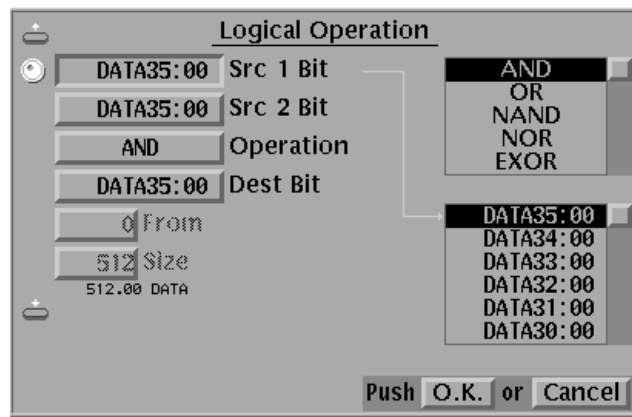 Logical Operation
DATA35:00 Src 1 Bit
DATA35:00 Src 2 Bit
AND Operation
DATA35:00 Dest Bit
0 From
512 Size
512.00 DATA
AND
OR
NAND
NOR
EXOR
DATA35:00
DATA34:00
DATA33:00
DATA32:00
DATA31:00
DATA30:00
Push O.K. or Cancel